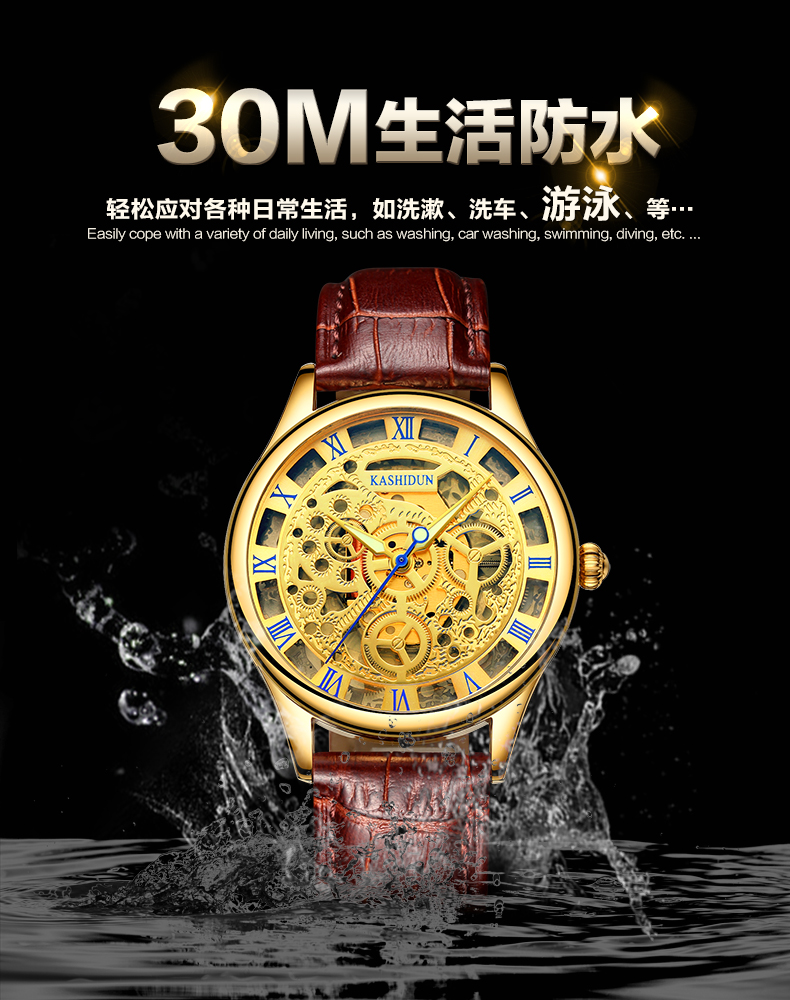 30M生活防水
轻松应对各种日常生活，如洗漱、洗车、游泳、等…
Easily cope with a variety of daily living, such as washing, car washing, swimming, diving, etc. ...
XII
I
II
III
IIII
V
VI
VII
VIII
IX
X
XI
KASHIDUN